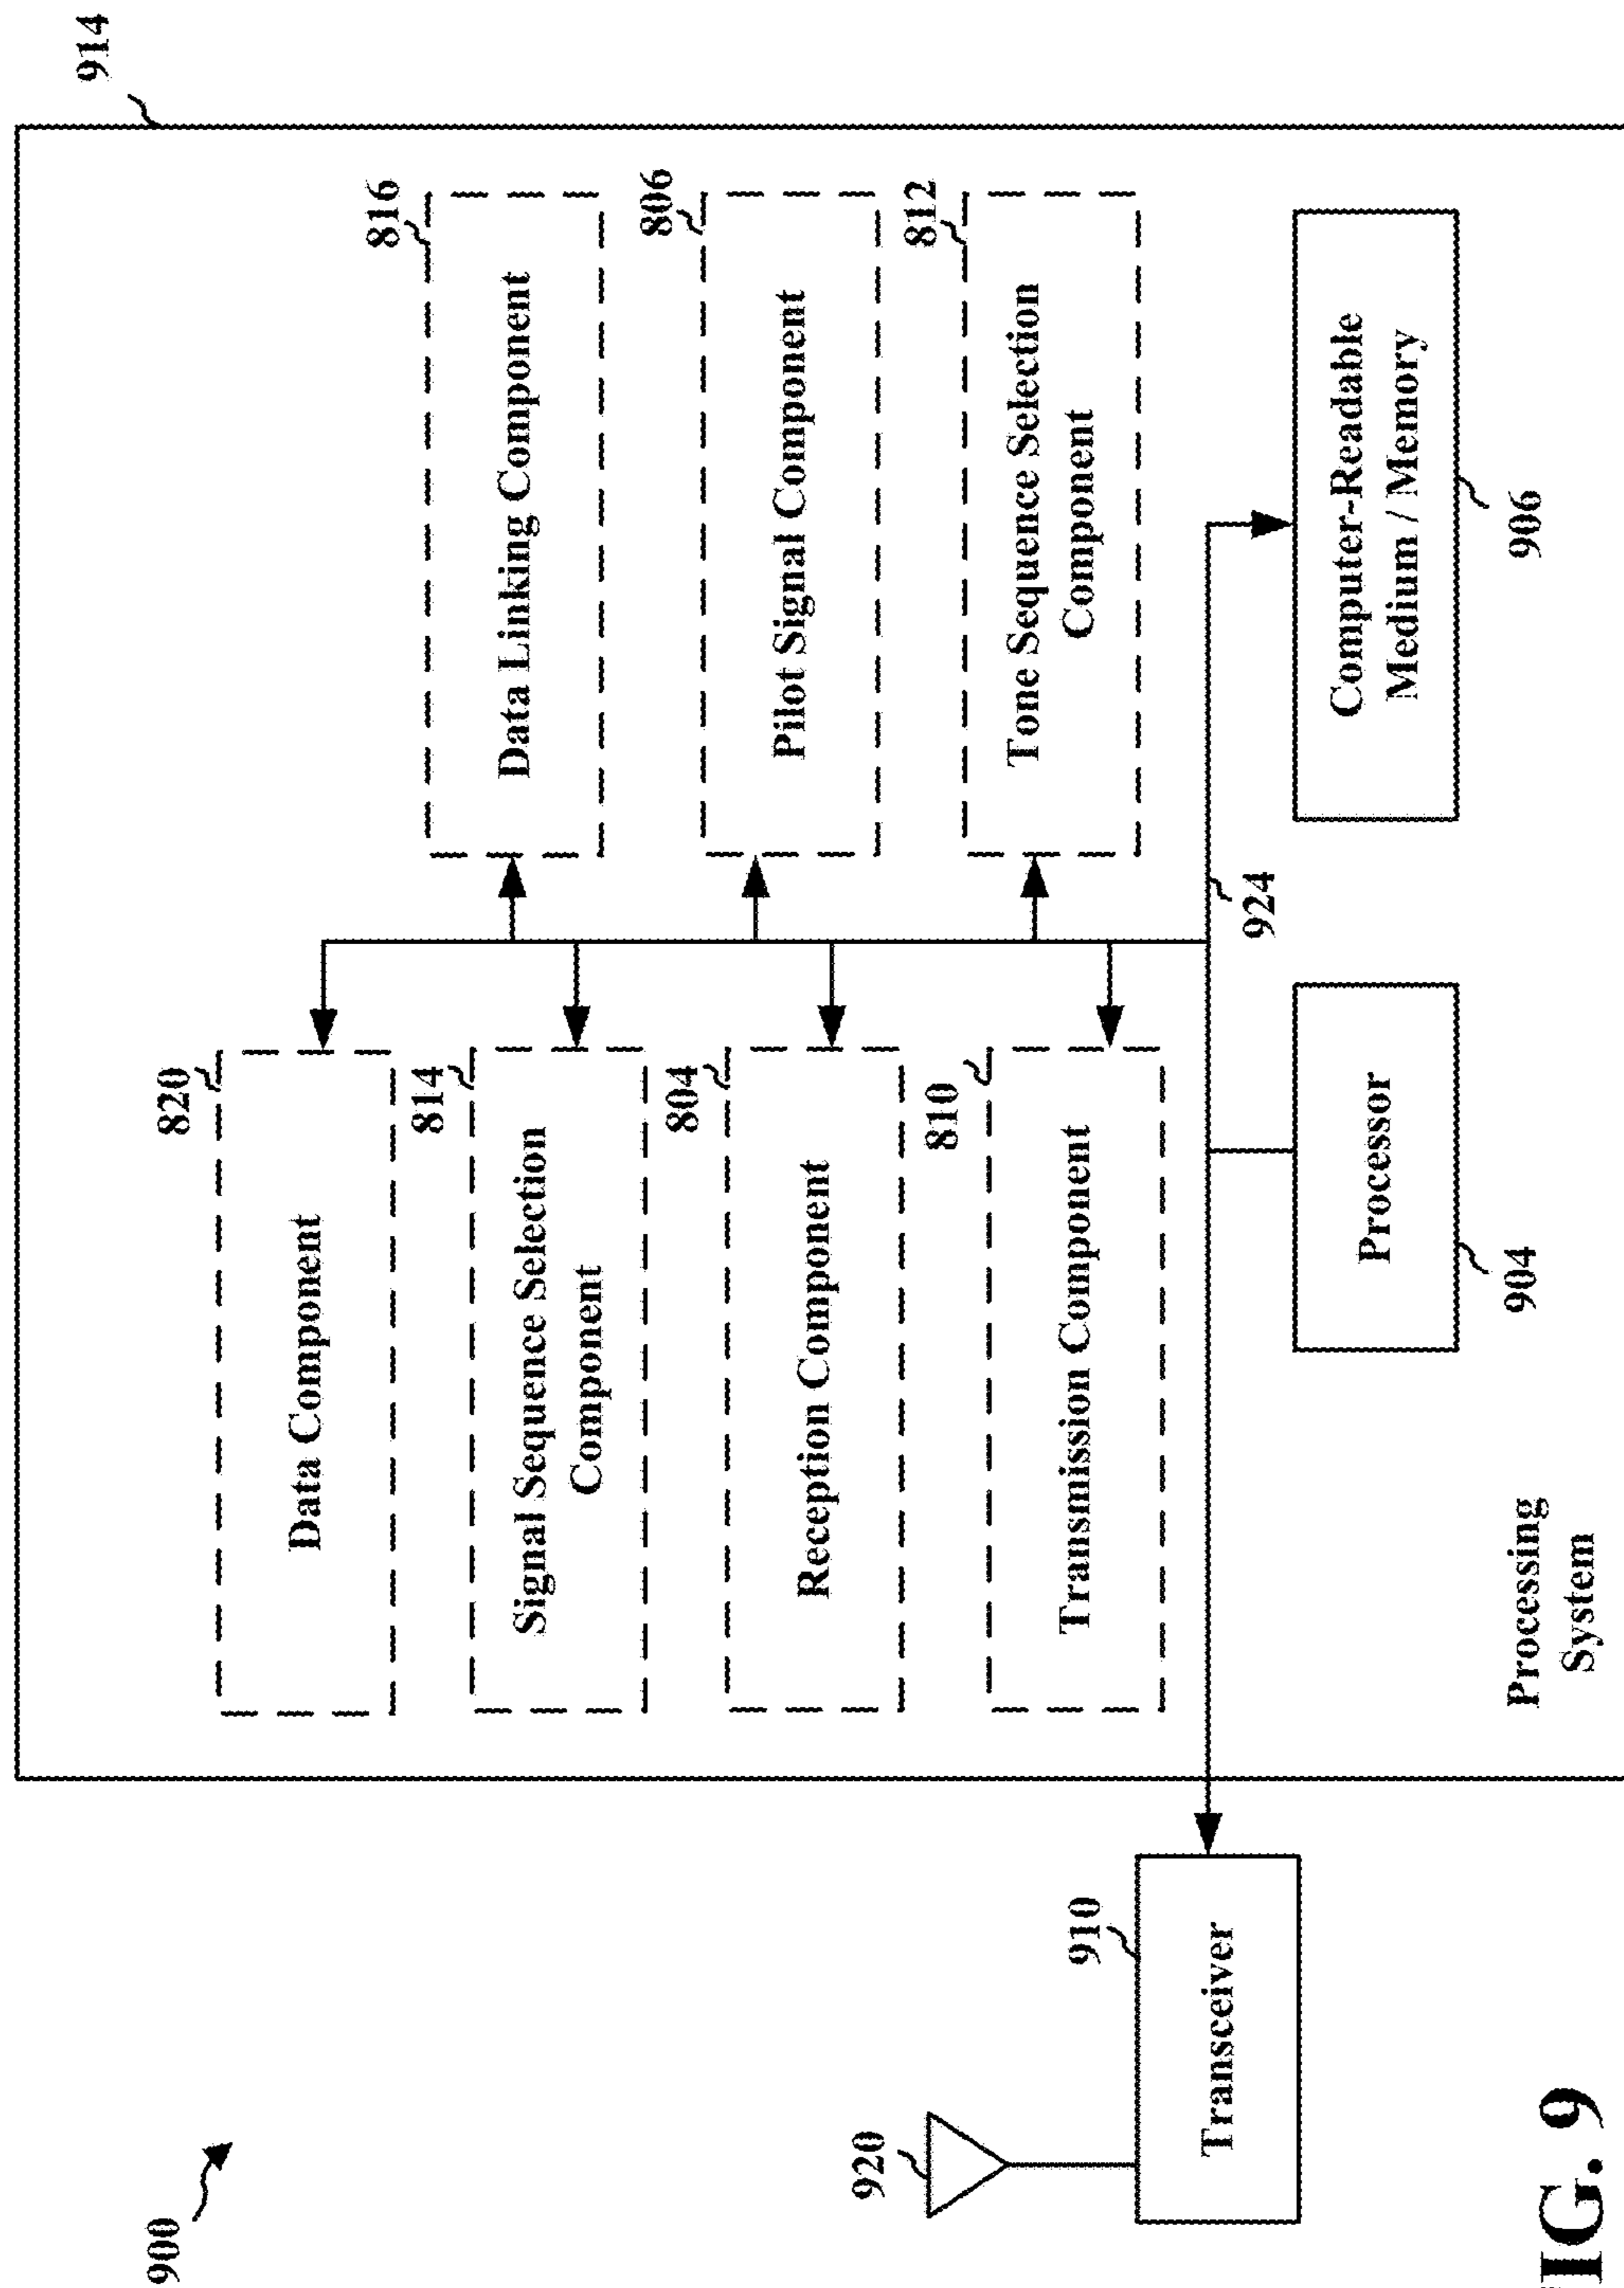 900
914
820
Data Component
816
Data Linking Component
814
Signal Sequence Selection
Component
806
Pilot Signal Component
804
Reception Component
812
Tone Sequence Selection
Component
810
Transmission Component
924
920
910
Transceiver
Processor
904
Computer-Readable
Medium / Memory
906
Processing
System
IG. 9